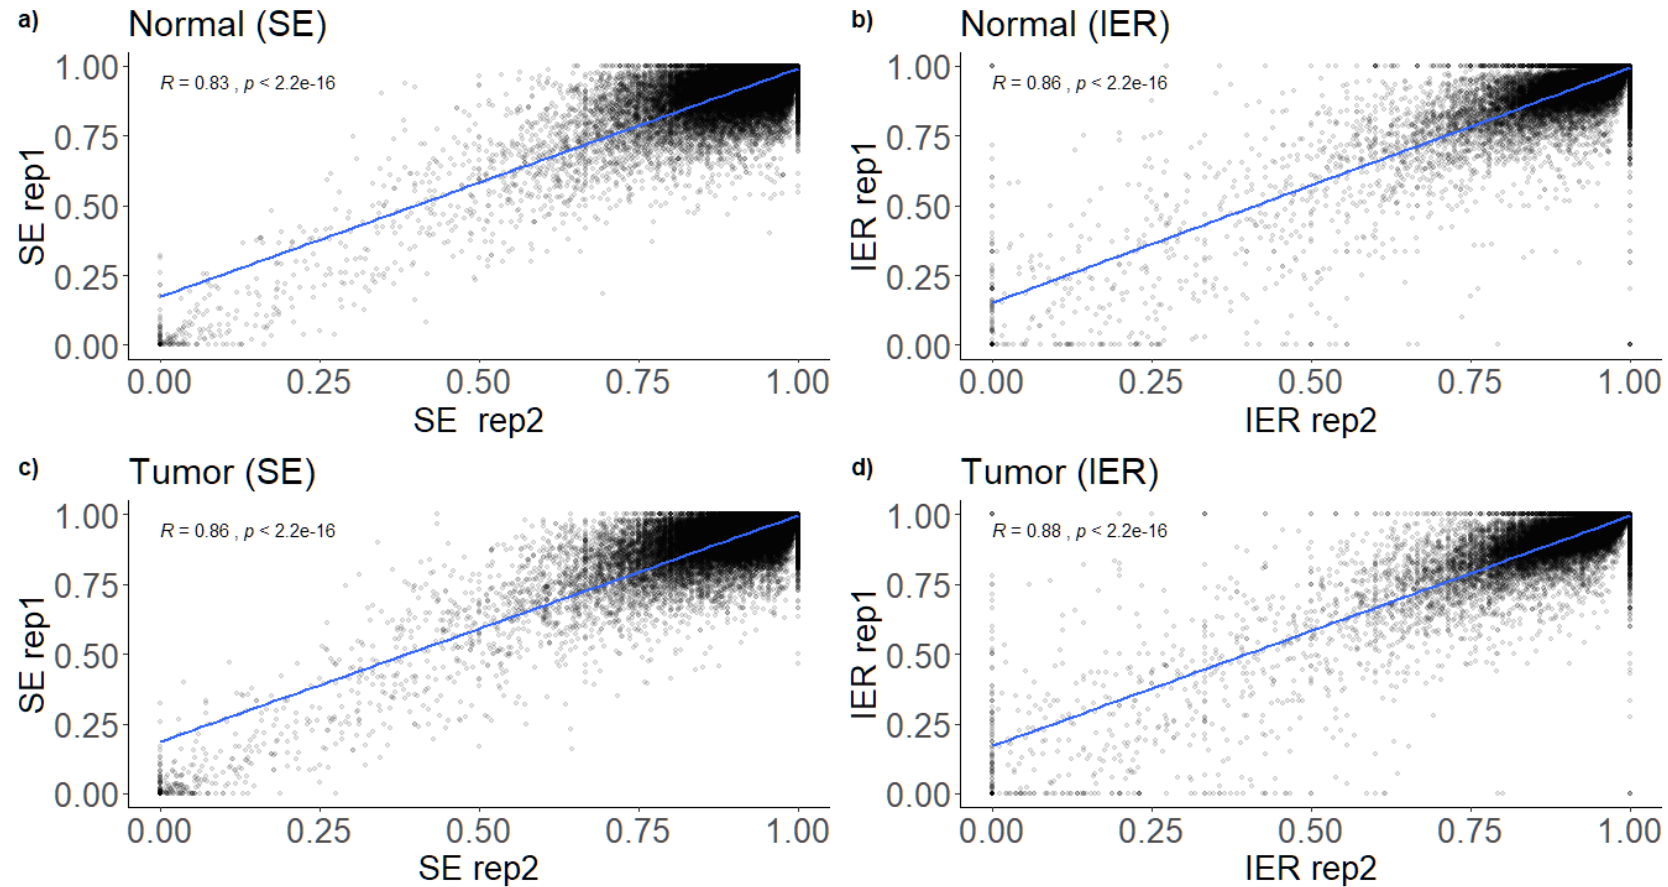 a) Normal (SE)
R = 0.83 , p < 2.2e-16
SE rep1
1.00
0.75
0.50
0.25
0.00
0.00 0.25 0.50 0.75 1.00
SE rep2
b) Normal (IER)
R = 0.86 , p < 2.2e-16
IER rep1
1.00
0.75
0.50
0.25
0.00
0.00 0.25 0.50 0.75 1.00
IER rep2
c) Tumor (SE)
R = 0.86 , p < 2.2e-16
SE rep1
1.00
0.75
0.50
0.25
0.00
0.00 0.25 0.50 0.75 1.00
SE rep2
d) Tumor (IER)
R = 0.88 , p < 2.2e-16
IER rep1
1.00
0.75
0.50
0.25
0.00
0.00 0.25 0.50 0.75 1.00
IER rep2